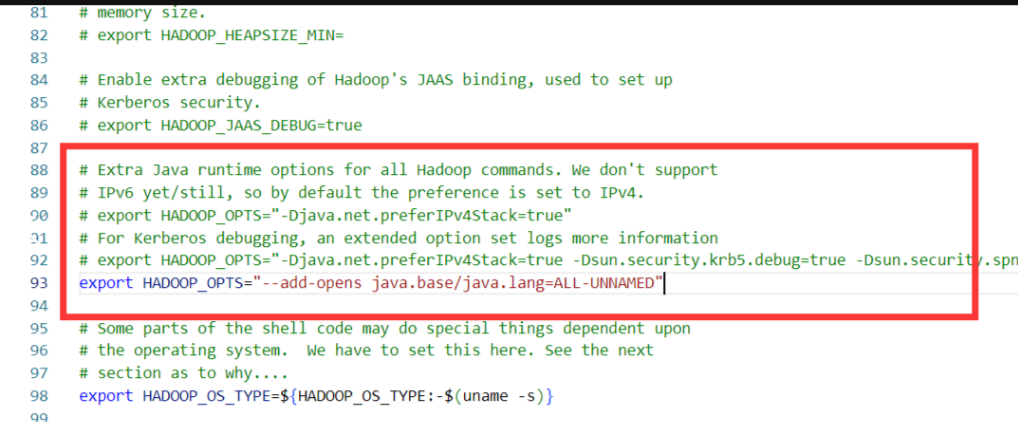 81 # memory size.
82 # export HADOOP_HEAPSIZE_MIN=
83
84 # Enable extra debugging of Hadoop's JAAS binding, used to set up
85 # Kerberos security.
86 # export HADOOP_JAAS_DEBUG=true
87
88 # Extra Java runtime options for all Hadoop commands. We don't support
89 # IPv6 yet/still, so by default the preference is set to IPv4.
90 # export HADOOP_OPTS="-Djava.net.preferIPv4Stack=true"
91 # For Kerberos debugging, an extended option set logs more information
92 # export HADOOP_OPTS="-Djava.net.preferIPv4Stack=true -Dsun.security.krb5.debug=true -Dsun.security.spn
93 export HADOOP_OPTS="--add-opens java.base/java.lang=ALL-UNNAMED"
94
95 # Some parts of the shell code may do special things dependent upon
96 # the operating system.  We have to set this here. See the next
97 # section as to why....
98 export HADOOP_OS_TYPE=${HADOOP_OS_TYPE:-$(uname -s)}
99